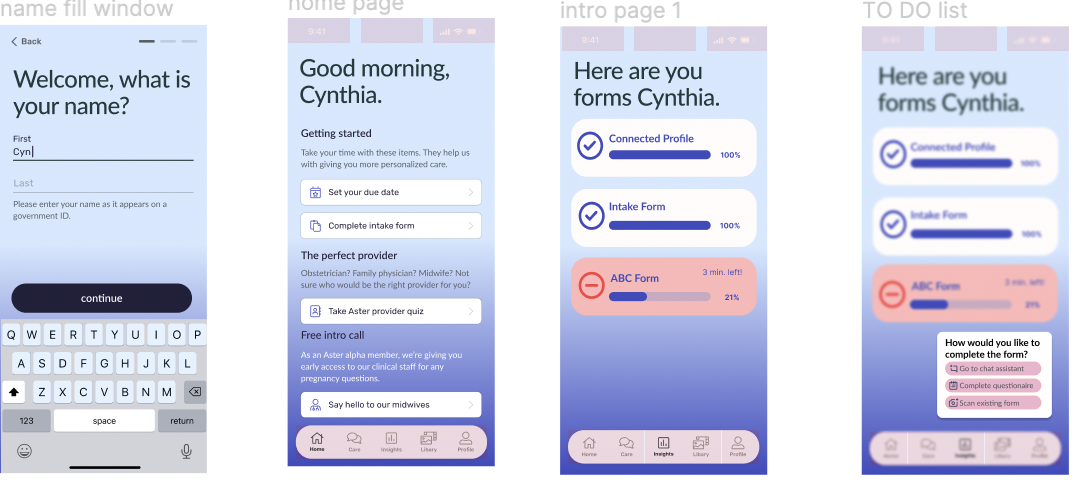 name fill window
Back
Welcome, what is
your name?
First
Cyn
Last
Please enter your name as it appears on a
government ID.
continue
Q W E R T Y U I O P
A S D F G H J K L
Z X C V B N M
123 space return
home page
9:41
Good morning,
Cynthia.
Getting started
Take your time with these items. They help us
with giving you more personalized care.
Set your due date
Complete intake form
The perfect provider
Obstetrician? Family physician? Midwife? Not
sure who would be the right provider for you?
Take Aster provider quiz
Free intro call
As an Aster alpha member, we're giving you
early access to our clinical staff for any
pregnancy questions.
Say hello to our midwives
Home Care Insights Libary Profile
intro page 1
9:41
Here are you
forms Cynthia.
Connected Profile
100%
Intake Form
100%
ABC Form
3 min. left!
21%
Home Care Insights Libary Profile
TO DO list
9:41
Here are you
forms Cynthia.
Connected Profile
100%
Intake Form
100%
ABC Form
3 min. left!
21%
How would you like to
complete the form?
Go to chat assistant
Complete questionaire
Scan existing form
Home Care Insights Libary Profile